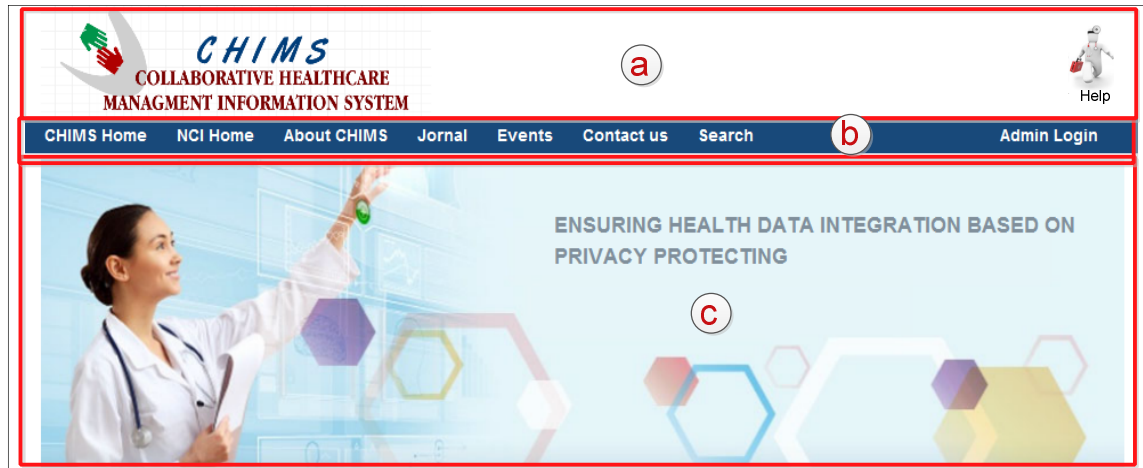 CHIMS
COLLABORATIVE HEALTHCARE
MANAGMENT INFORMATION SYSTEM
a
Help
CHIMS Home NCI Home About CHIMS Jornal Events Contact us Search b Admin Login
ENSURING HEALTH DATA INTEGRATION BASED ON
PRIVACY PROTECTING
c